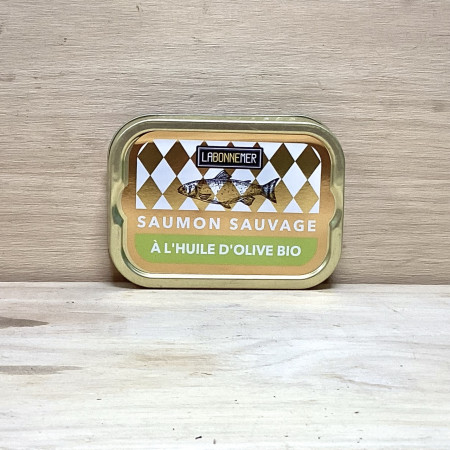 LABONNEMER
SAUMON SAUVAGE
À L'HUILE D'OLIVE BIO